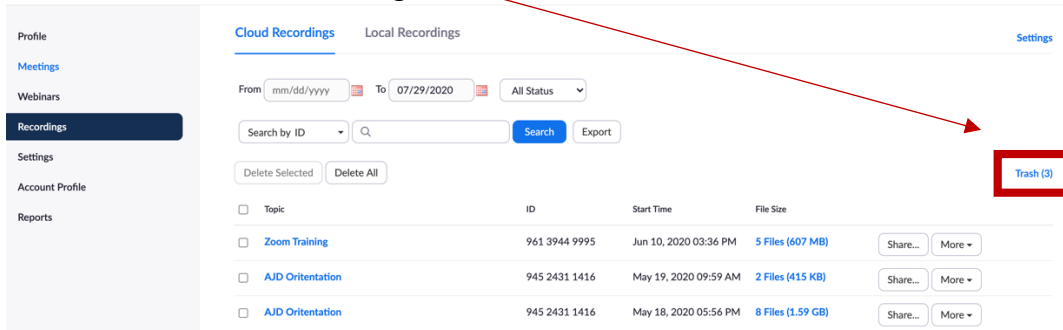 Profile
Meetings
Webinars
Recordings
Settings
Account Profile
Reports
Cloud Recordings Local Recordings Settings
From mm/dd/yyyy To 07/29/2020 All Status
Search by ID Search Export
Delete Selected Delete All Trash (3)
Topic ID Start Time File Size
Zoom Training 961 3944 9995 Jun 10, 2020 03:36 PM 5 Files (607 MB) Share... More
AJD Oritentation 945 2431 1416 May 19, 2020 09:59 AM 2 Files (415 KB) Share... More
AJD Oritentation 945 2431 1416 May 18, 2020 05:56 PM 8 Files (1.59 GB) Share... More